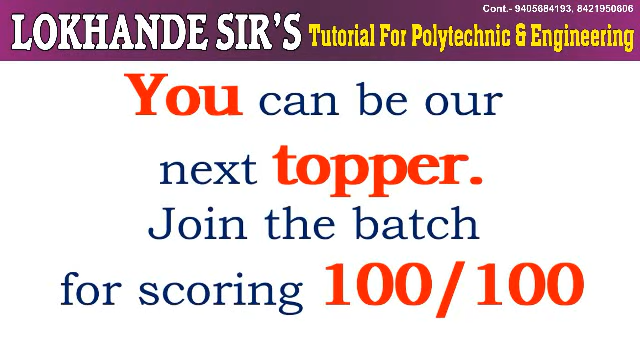 Cont.- 9405684193, 8421950606
LOKHANDE SIR'S Tutorial For Polytechnic & Engineering
You can be our
next topper.
Join the batch
for scoring 100/100